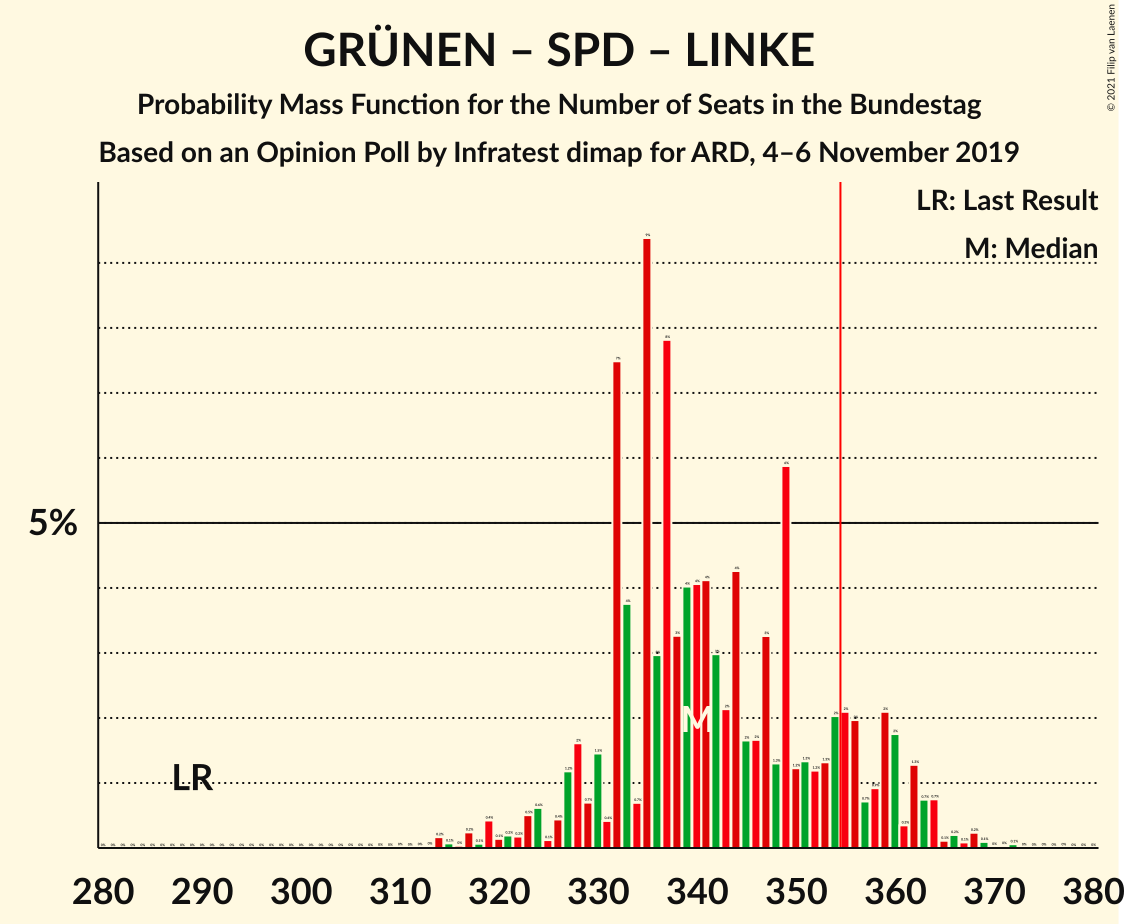 GRÜNEN – SPD – LINKE
Probability Mass Function for the Number of Seats in the Bundestag
Based on an Opinion Poll by Infratest dimap for ARD, 4–6 November 2019
© 2021 Filip van Laenen
LR: Last Result
M: Median
5%
LR
M
280 290 300 310 320 330 340 350 360 370 380